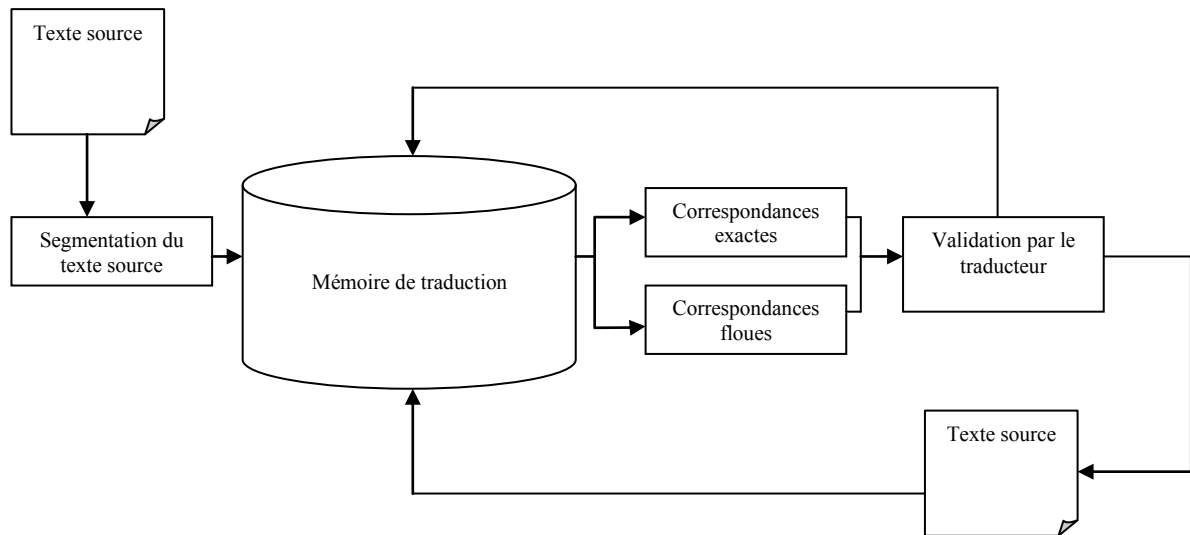 Texte source
Segmentation du
texte source
Mémoire de traduction
Correspondances
exactes
Correspondances
floues
Validation par le
traducteur
Texte source